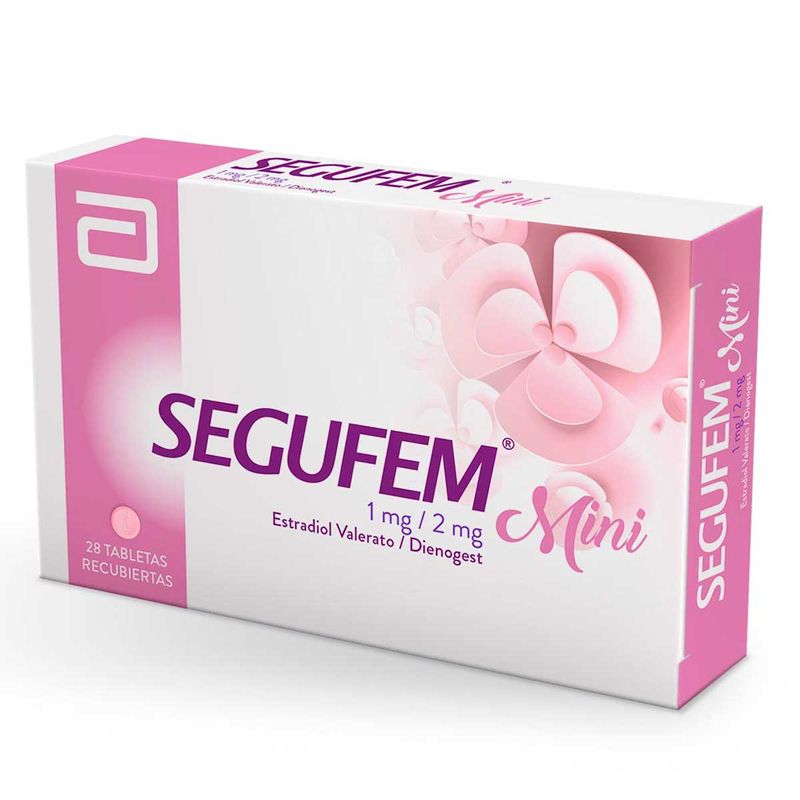 SEGUFEM® Mini
1 mg / 2 mg
Estradiol Valerato / Dienogest
SEGUFEM®
1 mg / 2 mg
Mini
Estradiol Valerato / Dienogest
28 TABLETAS
RECUBIERTAS
SEGUFEM® Mini
1 mg / 2 mg
Estradiol Valerato / Dienogest